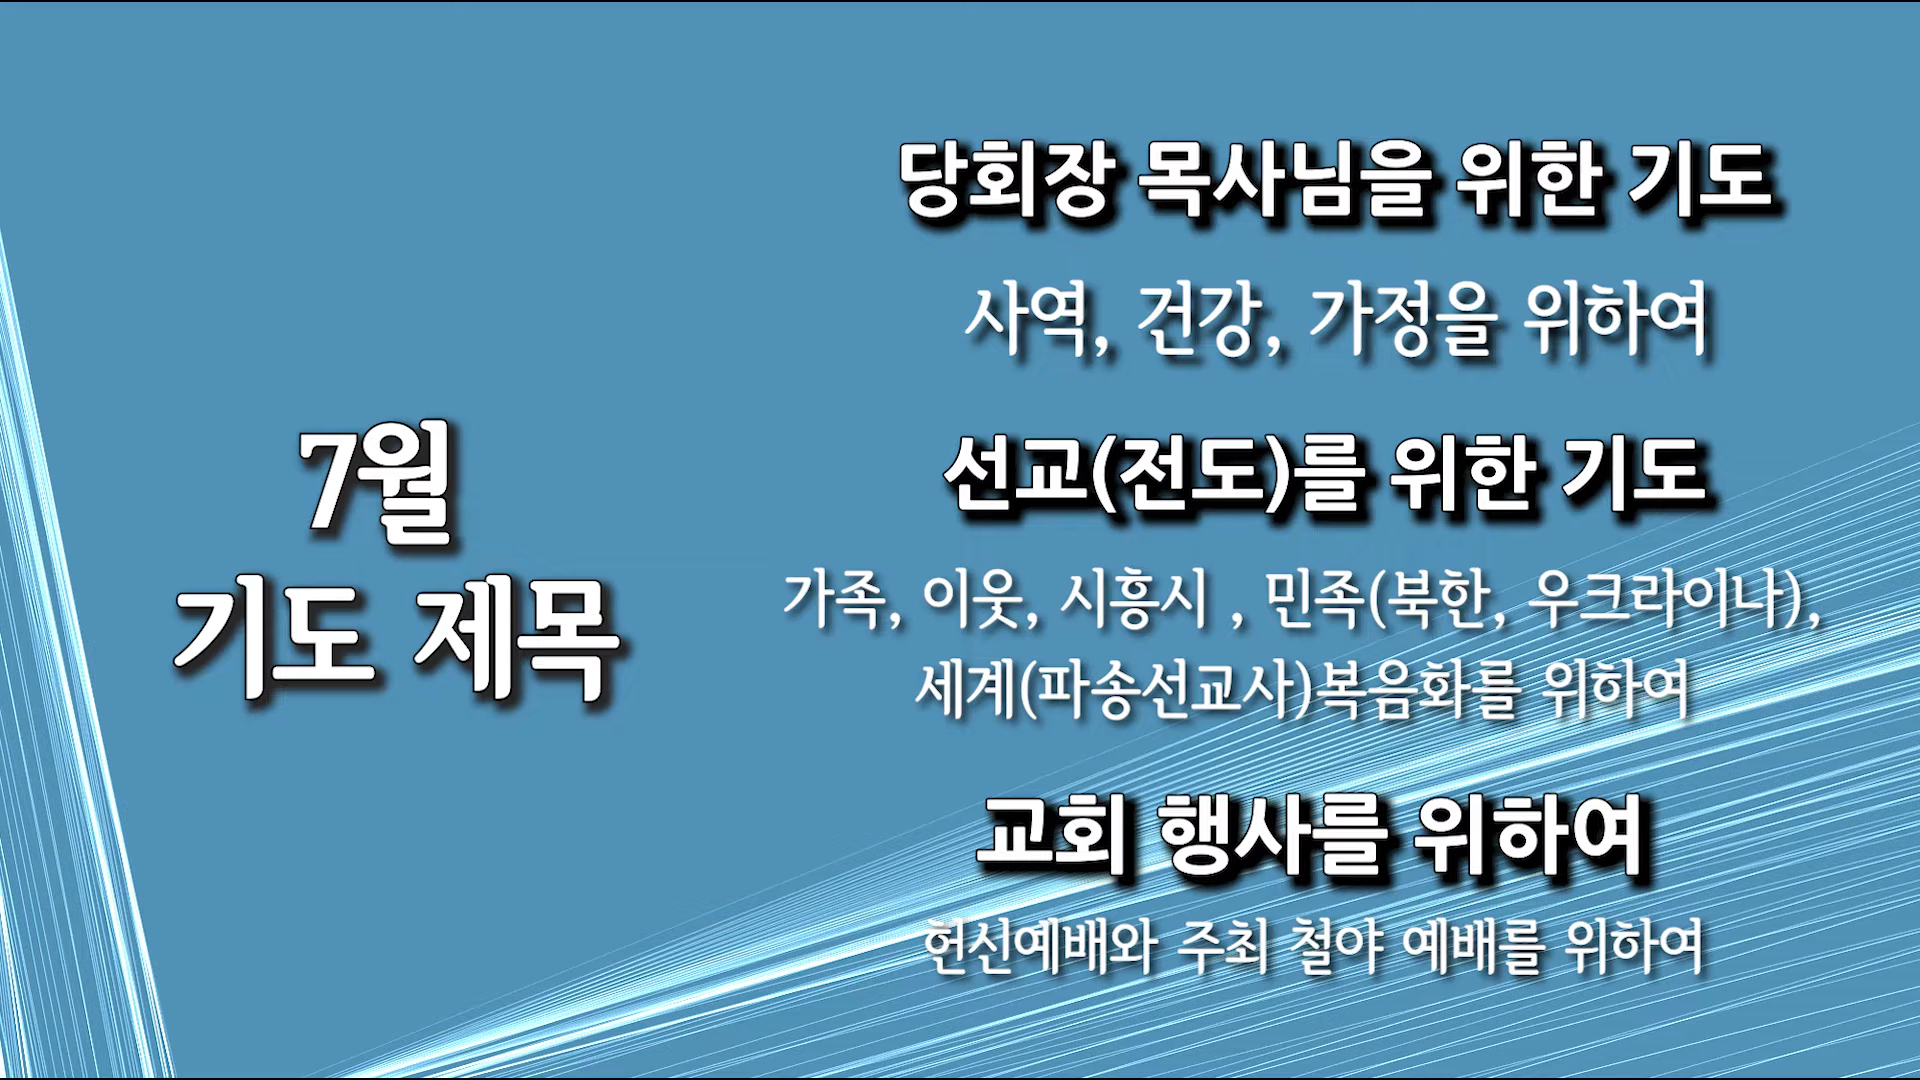 7월
기도 제목
당회장 목사님을 위한 기도
사역, 건강, 가정을 위하여
선교(전도)를 위한 기도
가족, 이웃, 시흥시 , 민족(북한, 우크라이나),
세계(파송선교사)복음화를 위하여
교회 행사를 위하여
헌신예배와 주최 철야 예배를 위하여